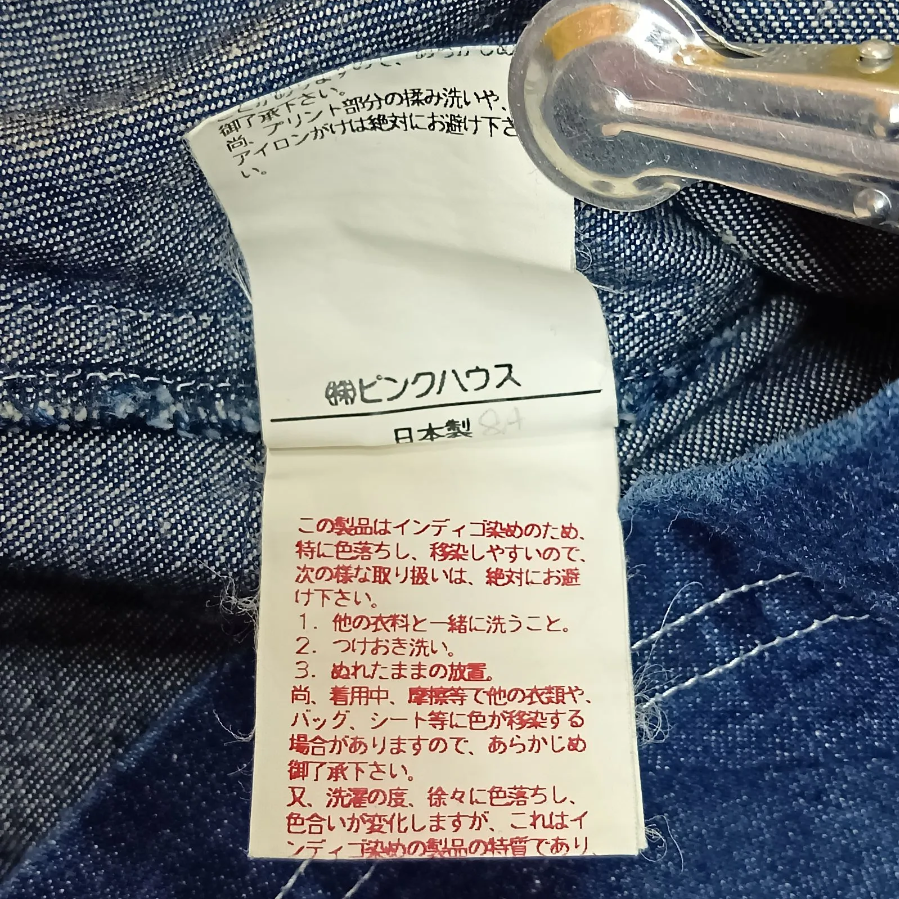 御了承下さい。
尚、プリント部分の揉み洗いや、
アイロンがけは絶対にお避け下さ
い。
㈱ピンクハウス
日本製
この製品はインディゴ染めのため、
特に色落ちし、移染しやすいので、
次の様な取り扱いは、絶対にお避
け下さい。
1. 他の衣料と一緒に洗うこと。
2. つけおき洗い。
3. ぬれたままの放置。
尚、着用中、摩擦等で他の衣類や、
バッグ、シート等に色が移染する
場合がありますので、あらかじめ
御了承下さい。
又、洗濯の度、徐々に色落ちし、
色合いが変化しますが、これはイ
ンディゴ染めの製品の特質であり、